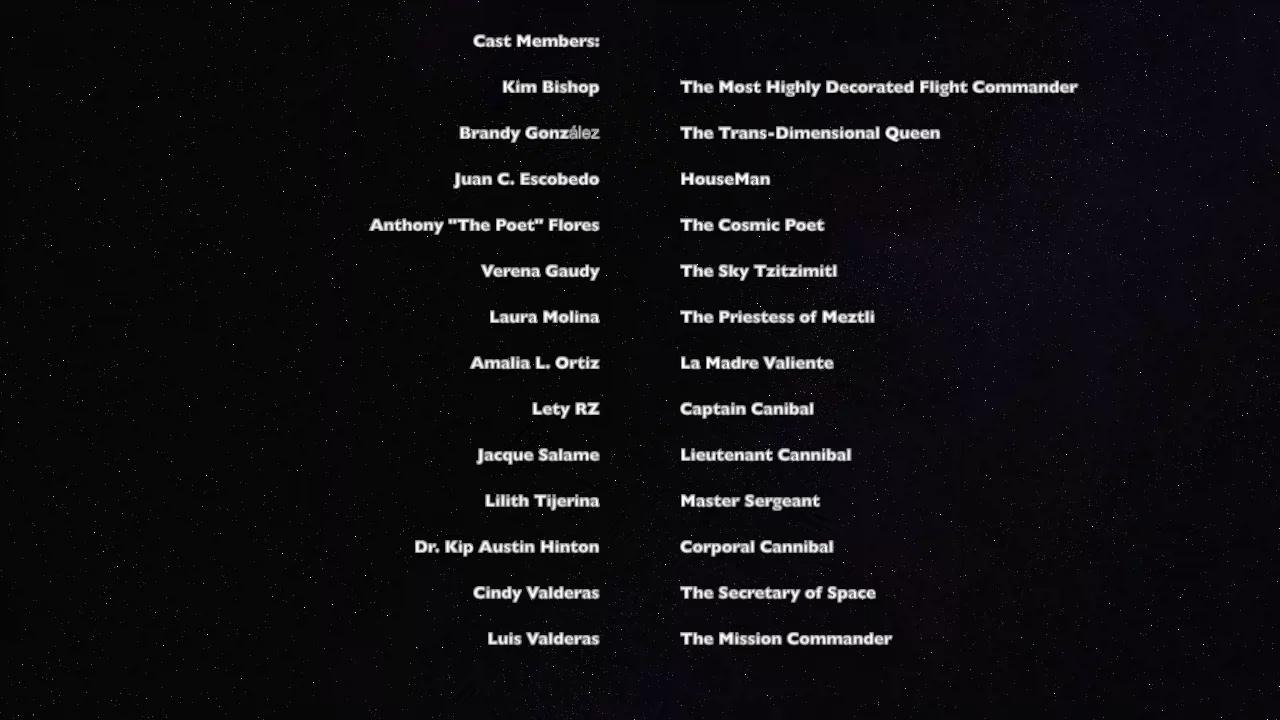 Cast Members:
Kim Bishop The Most Highly Decorated Flight Commander
Brandy González The Trans-Dimensional Queen
Juan C. Escobedo HouseMan
Anthony "The Poet" Flores The Cosmic Poet
Verena Gaudy The Sky Tzitzimitl
Laura Molina The Priestess of Meztli
Amalia L. Ortiz La Madre Valiente
Lety RZ Captain Canibal
Jacque Salame Lieutenant Cannibal
Lilith Tijerina Master Sergeant
Dr. Kip Austin Hinton Corporal Cannibal
Cindy Valderas The Secretary of Space
Luis Valderas The Mission Commander